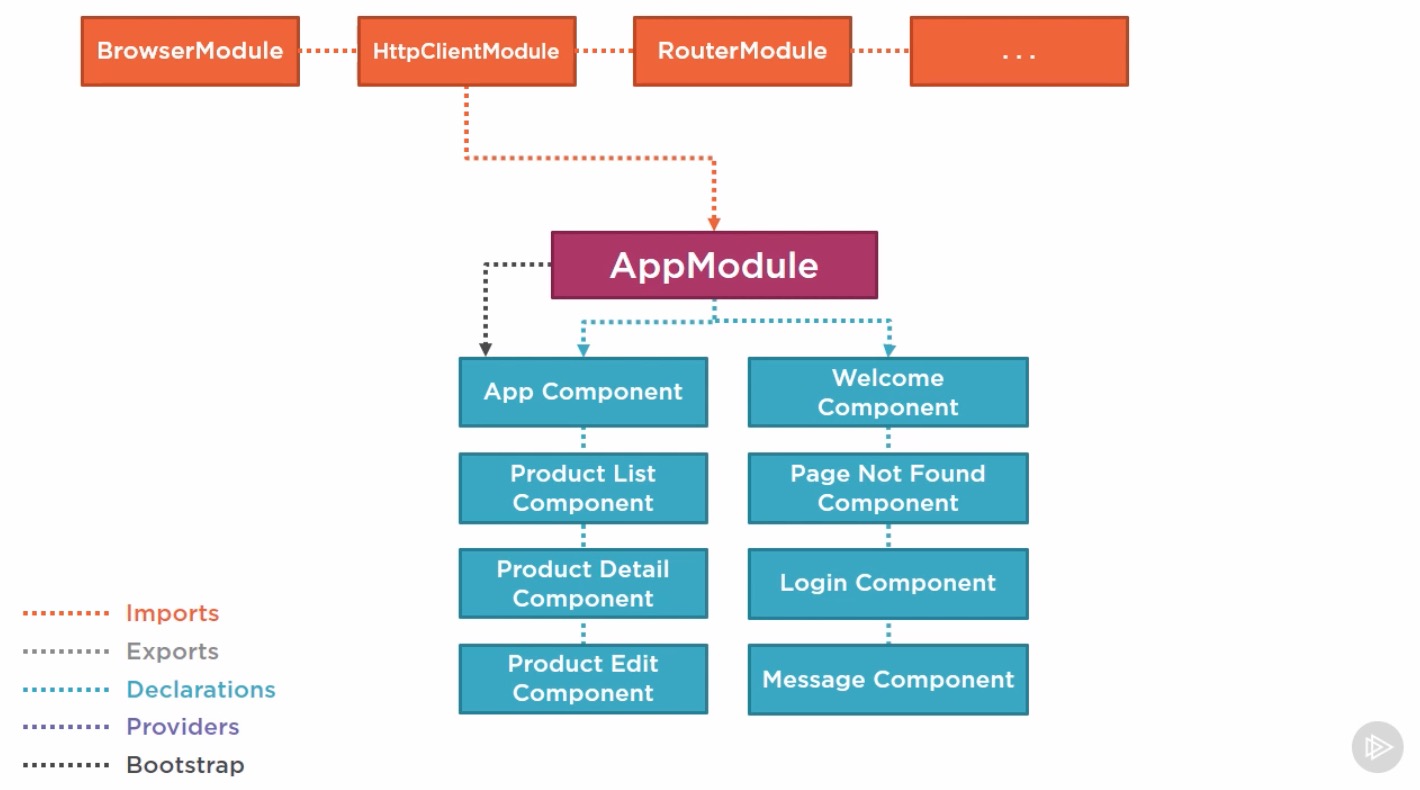 BrowserModule
HttpClientModule
RouterModule
...
AppModule
App Component
Welcome
Component
Product List
Component
Page Not Found
Component
Product Detail
Component
Login Component
Product Edit
Component
Message Component
Imports
Exports
Declarations
Providers
Bootstrap